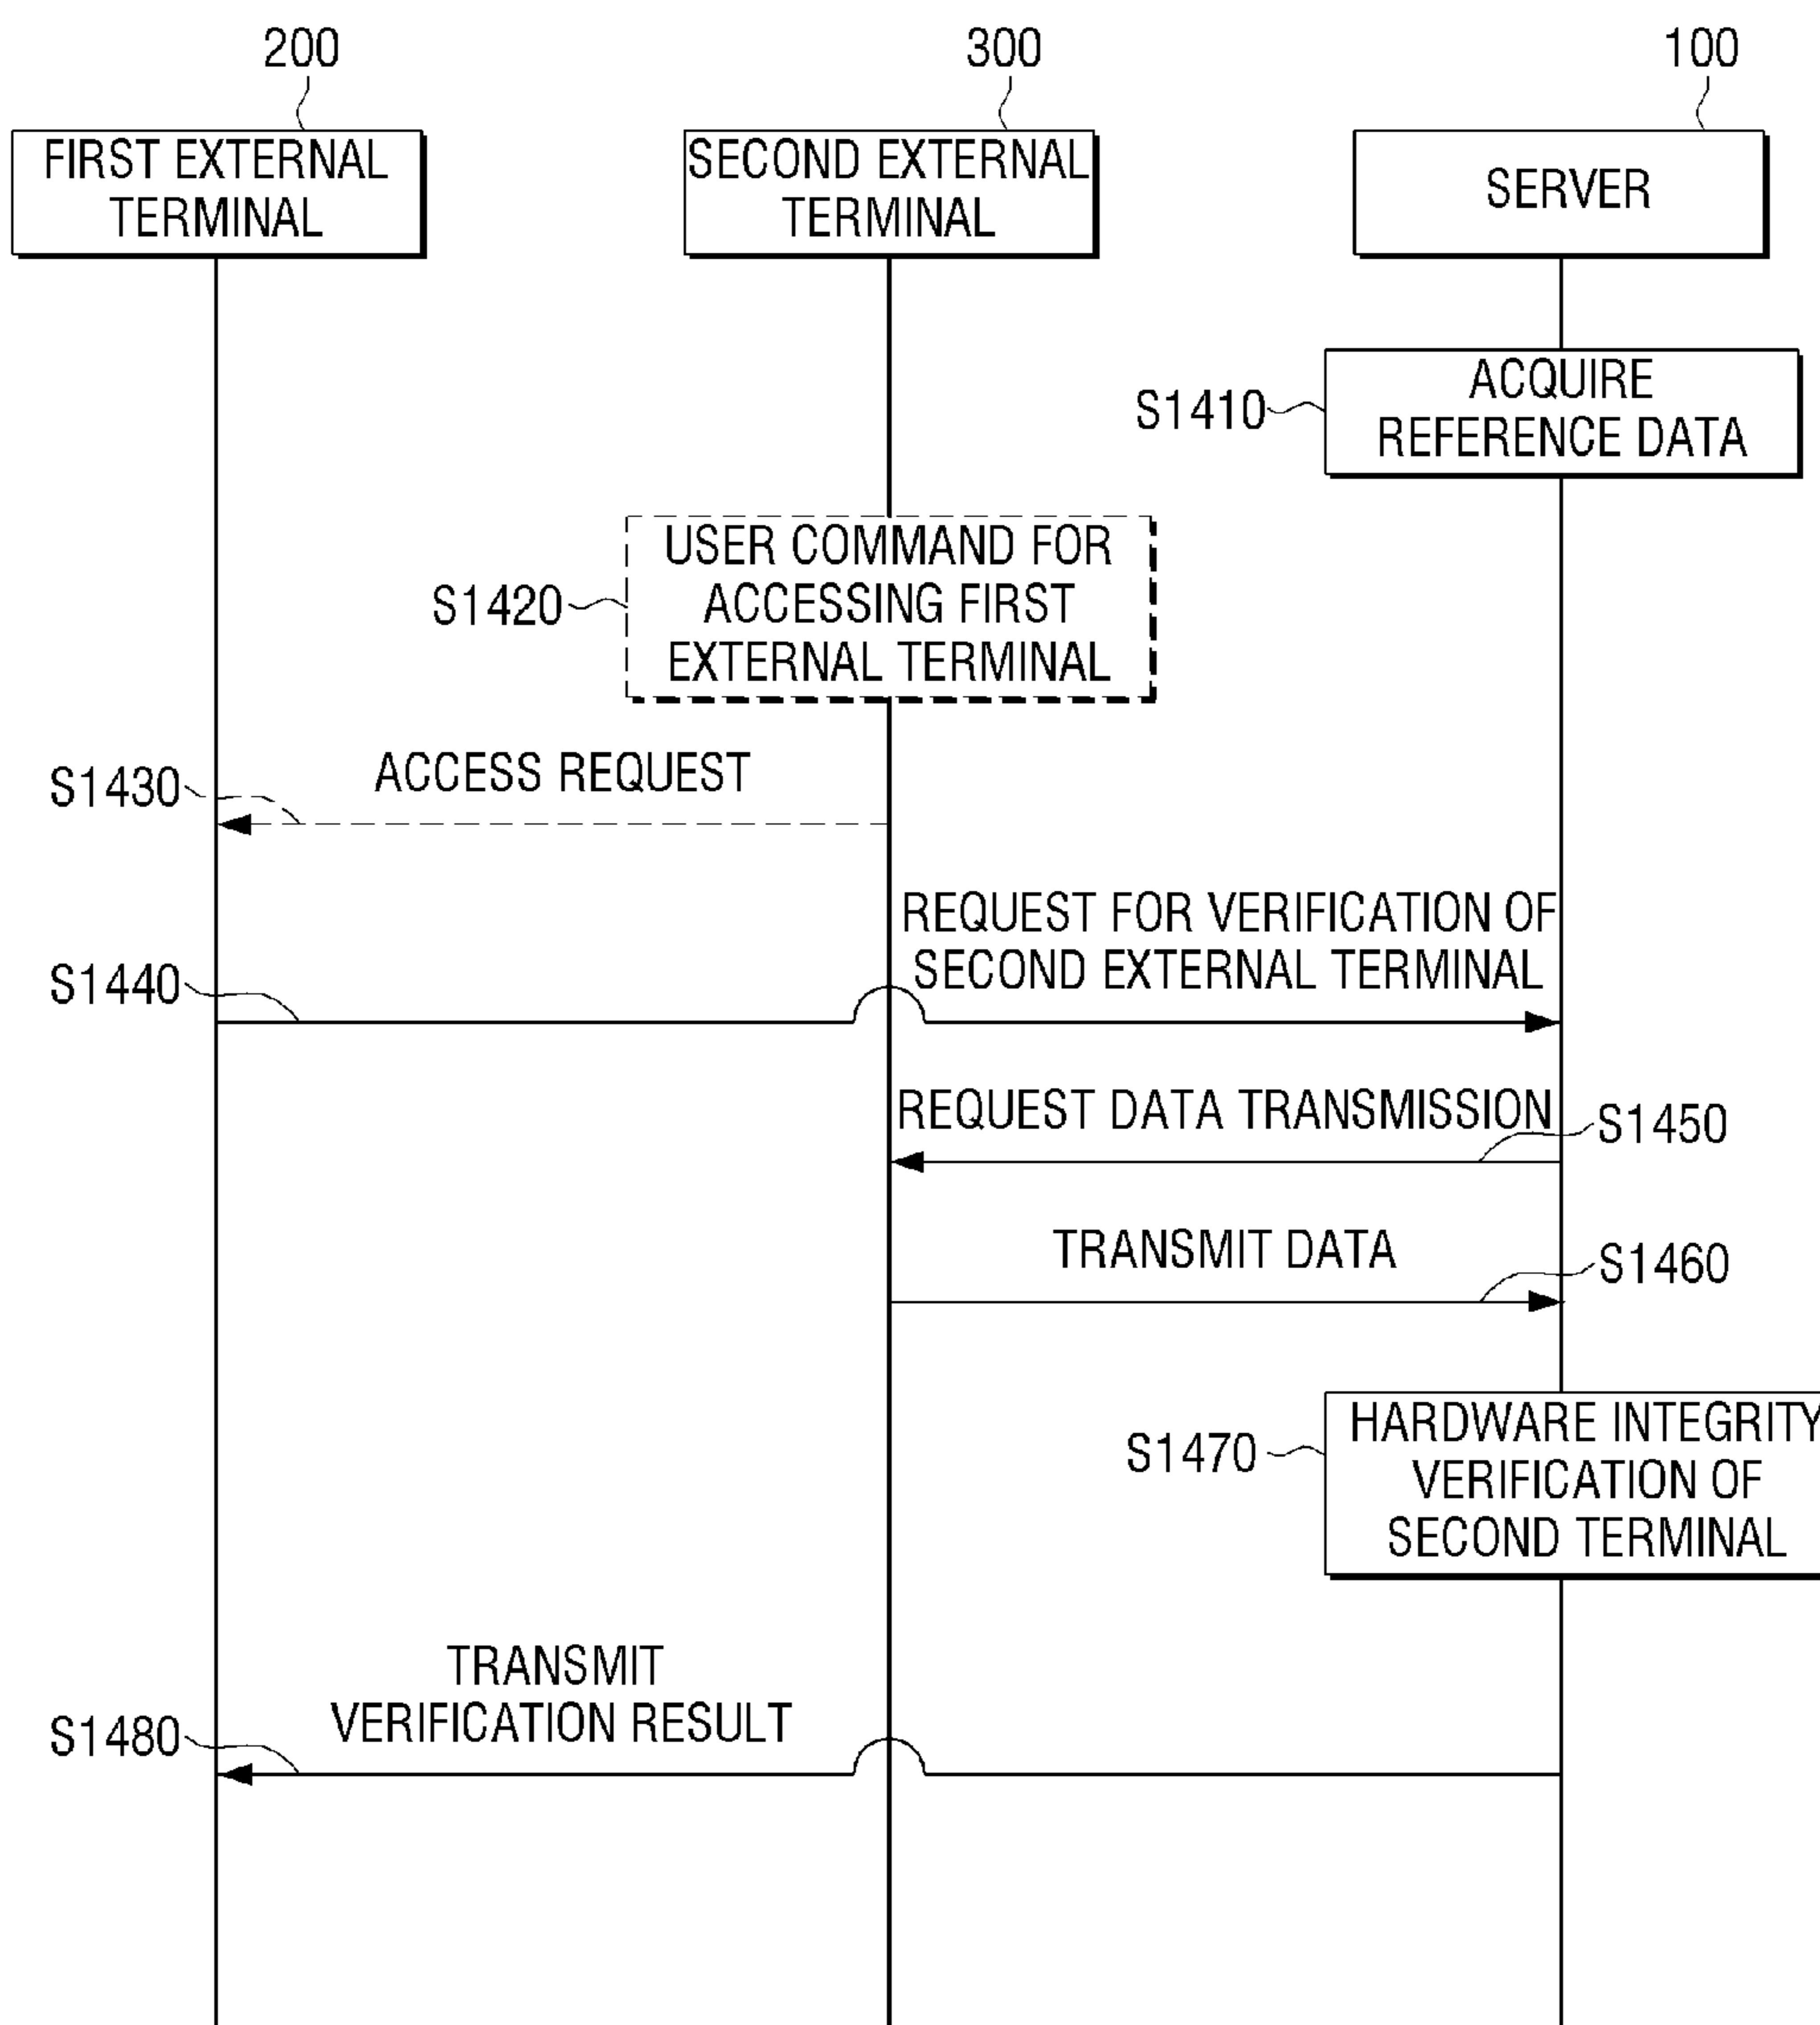 200
300
100
FIRST EXTERNAL
TERMINAL
SECOND EXTERNAL
TERMINAL
SERVER
S1410
ACQUIRE
REFERENCE DATA
S1420
USER COMMAND FOR
ACCESSING FIRST
EXTERNAL TERMINAL
S1430
ACCESS REQUEST
REQUEST FOR VERIFICATION OF
SECOND EXTERNAL TERMINAL
S1440
REQUEST DATA TRANSMISSION
S1450
TRANSMIT DATA
S1460
S1470
HARDWARE INTEGRITY
VERIFICATION OF
SECOND TERMINAL
TRANSMIT
VERIFICATION RESULT
S1480